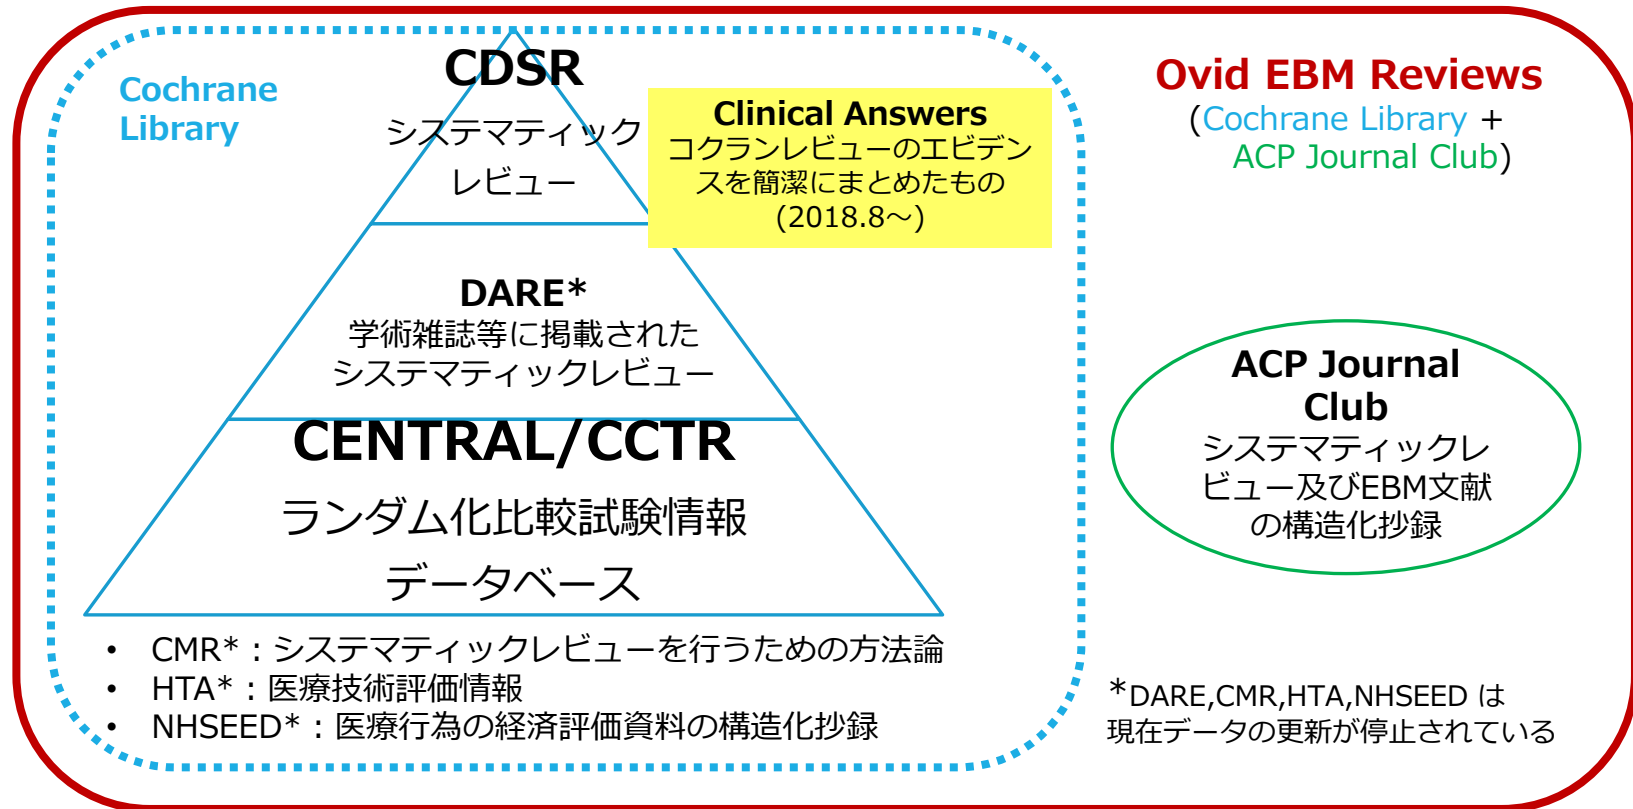 Cochrane
Library
CDSR
システマティック
レビュー
Clinical Answers
コクランレビューのエビデン
スを簡潔にまとめたもの
(2018.8～)
DARE*
学術雑誌等に掲載された
システマティックレビュー
CENTRAL/CCTR
ランダム化比較試験情報
データベース
• CMR*：システマティックレビューを行うための方法論
• HTA*：医療技術評価情報
• NHSEED*：医療行為の経済評価資料の構造化抄録
Ovid EBM Reviews
(Cochrane Library +
ACP Journal Club)
ACP Journal
Club
システマティックレ
ビュー及びEBM文献
の構造化抄録
*DARE,CMR,HTA,NHSEED は
現在データの更新が停止されている